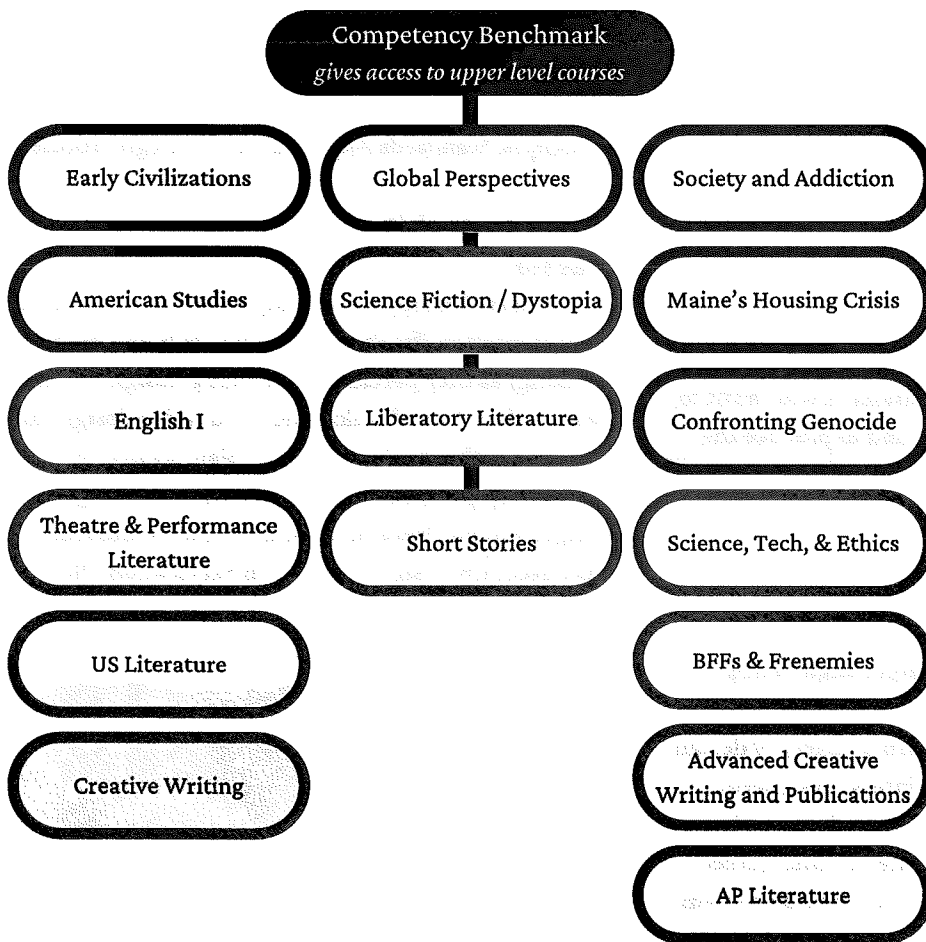 Competency Benchmark
gives access to upper level courses
Early Civilizations
Global Perspectives
Society and Addiction
American Studies
Science Fiction / Dystopia
Maine's Housing Crisis
English I
Liberatory Literature
Confronting Genocide
Theatre & Performance
Literature
Short Stories
Science, Tech, & Ethics
US Literature
BFFs & Frenemies
Creative Writing
Advanced Creative
Writing and Publications
AP Literature